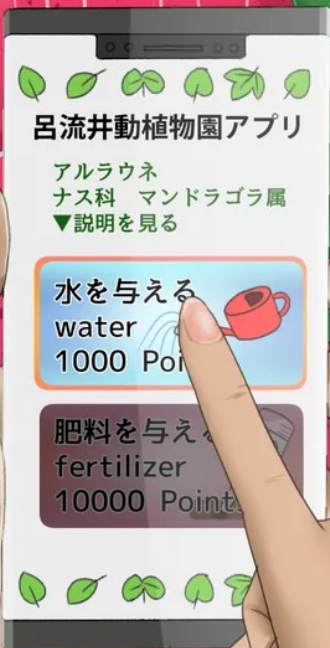 呂流井動植物園アプリ
アルラウネ
ナス科　マンドラゴラ属
▼説明を見る
水を与える
water
1000 Poi
肥料を与え
fertilizer
10000 Point